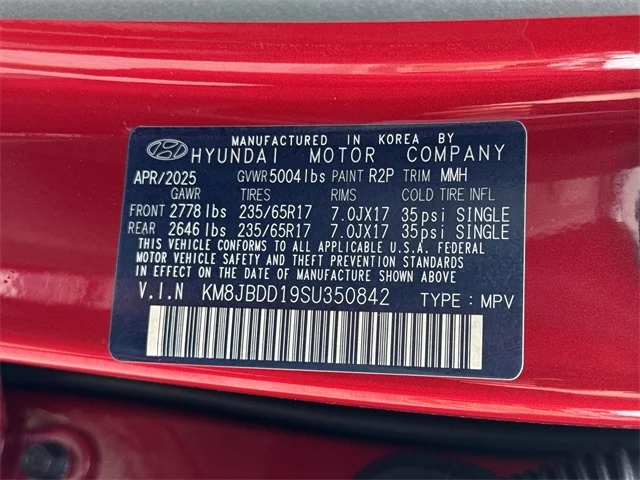 MANUFACTURED IN KOREA BY
HYUNDAI MOTOR COMPANY
APR/2025 GVWR 5004 lbs PAINT R2P TRIM MMH
GAWR TIRES RIMS COLD TIRE INFL
FRONT 2778 lbs 235/65R17 7.0JX17 35 psi SINGLE
REAR 2646 lbs 235/65R17 7.0JX17 35 psi SINGLE
THIS VEHICLE CONFORMS TO ALL APPLICABLE U.S.A. FEDERAL
MOTOR VEHICLE SAFETY AND THEFT PREVENTION STANDARDS
IN EFFECT ON THE DATE OF MANUFACTURE SHOWN ABOVE.
V.I.N KM8JBDD19SU350842 TYPE : MPV